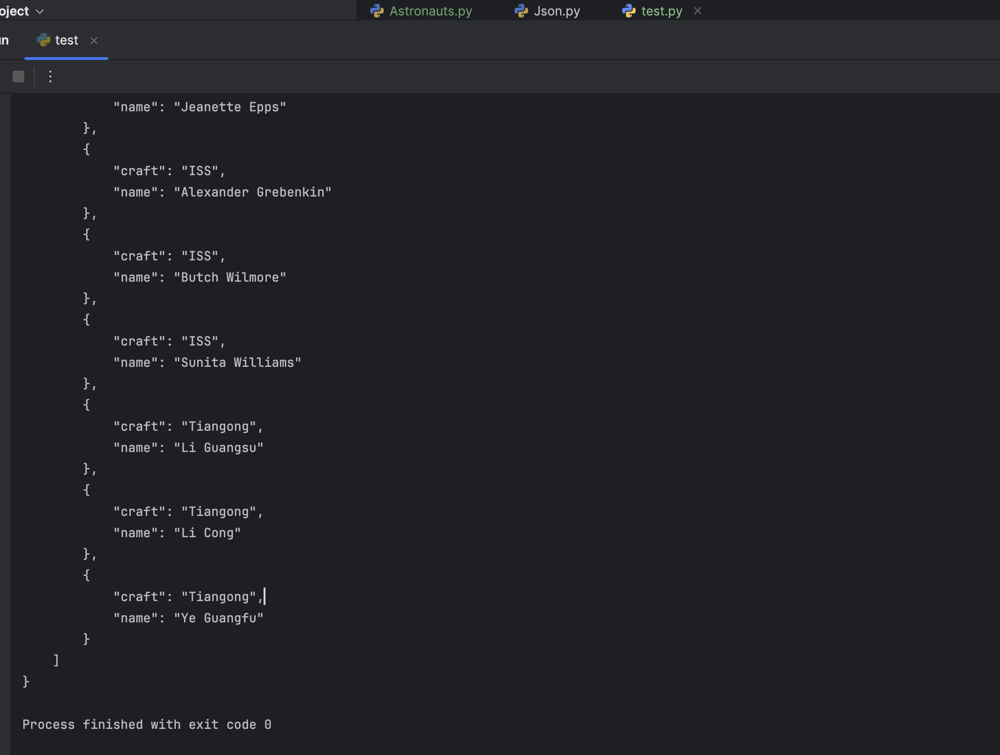 oject
Astronauts.py
Json.py
test.py
un
test
"name": "Jeanette Epps"
},
{
"craft": "ISS",
"name": "Alexander Grebenkin"
},
{
"craft": "ISS",
"name": "Butch Wilmore"
},
{
"craft": "ISS",
"name": "Sunita Williams"
},
{
"craft": "Tiangong",
"name": "Li Guangsu"
},
{
"craft": "Tiangong",
"name": "Li Cong"
},
{
"craft": "Tiangong",
"name": "Ye Guangfu"
}
]
}
Process finished with exit code 0